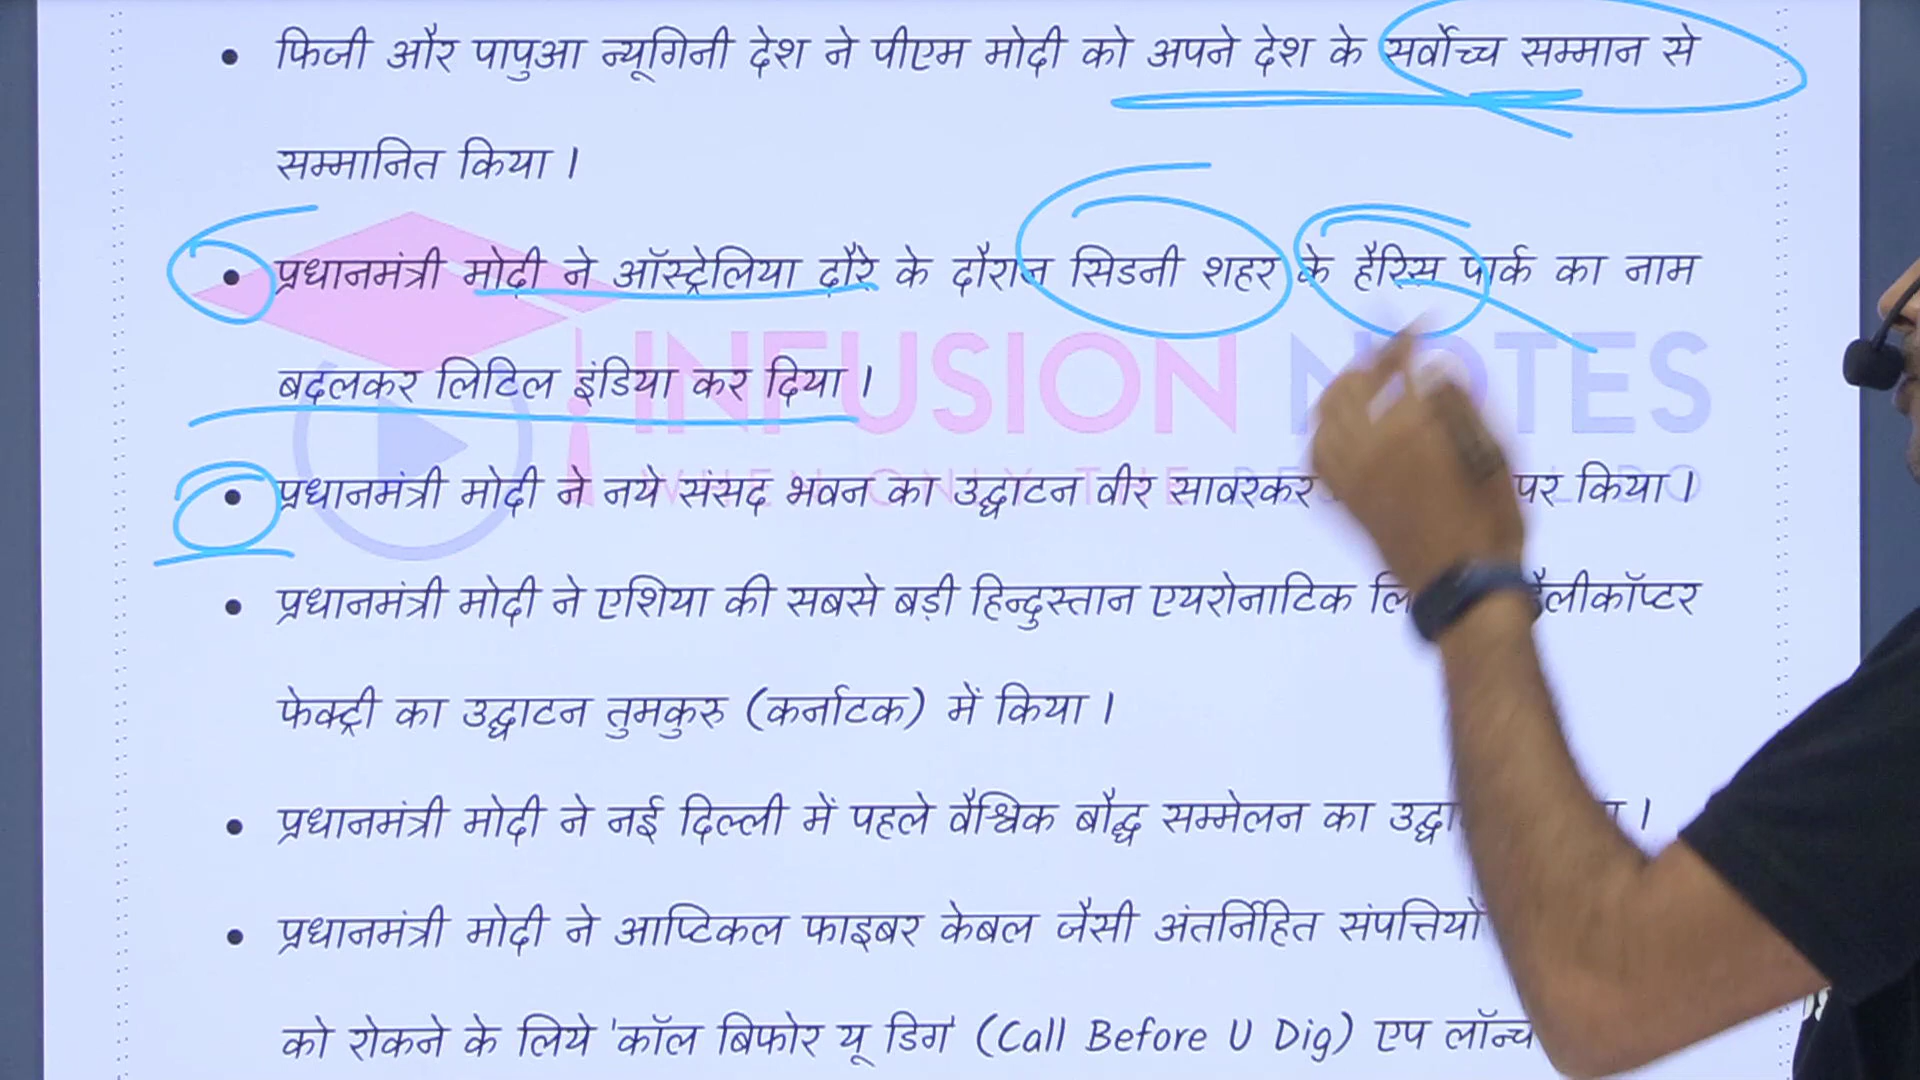 • फिजी और पापुआ न्यूगिनी देश ने पीएम मोदी को अपने देश के सर्वोच्च सम्मान से
सम्मानित किया।
• प्रधानमंत्री मोदी ने ऑस्ट्रेलिया दौरे के दौरान सिडनी शहर के हैरिस पार्क का नाम
बदलकर लिटिल इंडिया कर दिया।
INFUSION NOTES
• प्रधानमंत्री मोदी ने नये संसद भवन का उद्घाटन वीर सावरकर पर किया।
• प्रधानमंत्री मोदी ने एशिया की सबसे बड़ी हिन्दुस्तान एयरोनाटिक हैलीकॉप्टर
फेक्ट्री का उद्घाटन तुमकुरु (कर्नाटक) में किया।
• प्रधानमंत्री मोदी ने नई दिल्ली में पहले वैश्विक बौद्ध सम्मेलन का
• प्रधानमंत्री मोदी ने आप्टिकल फाइबर केबल जैसी अंतर्निहित संपत्तियों
को रोकने के लिये 'कॉल बिफोर यू डिग' (Call Before U Dig) एप लॉन्च